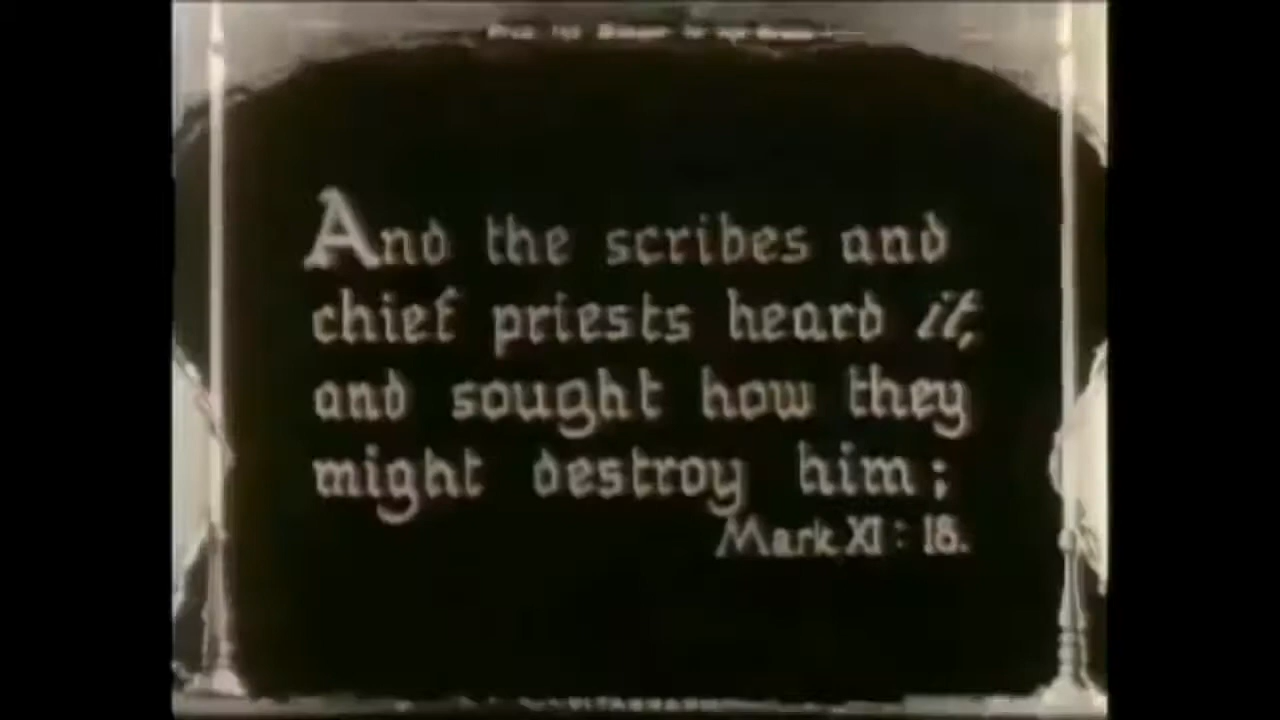 And the scribes and
chief priests heard it,
and sought how they
might destroy him;
Mark XI: 18.